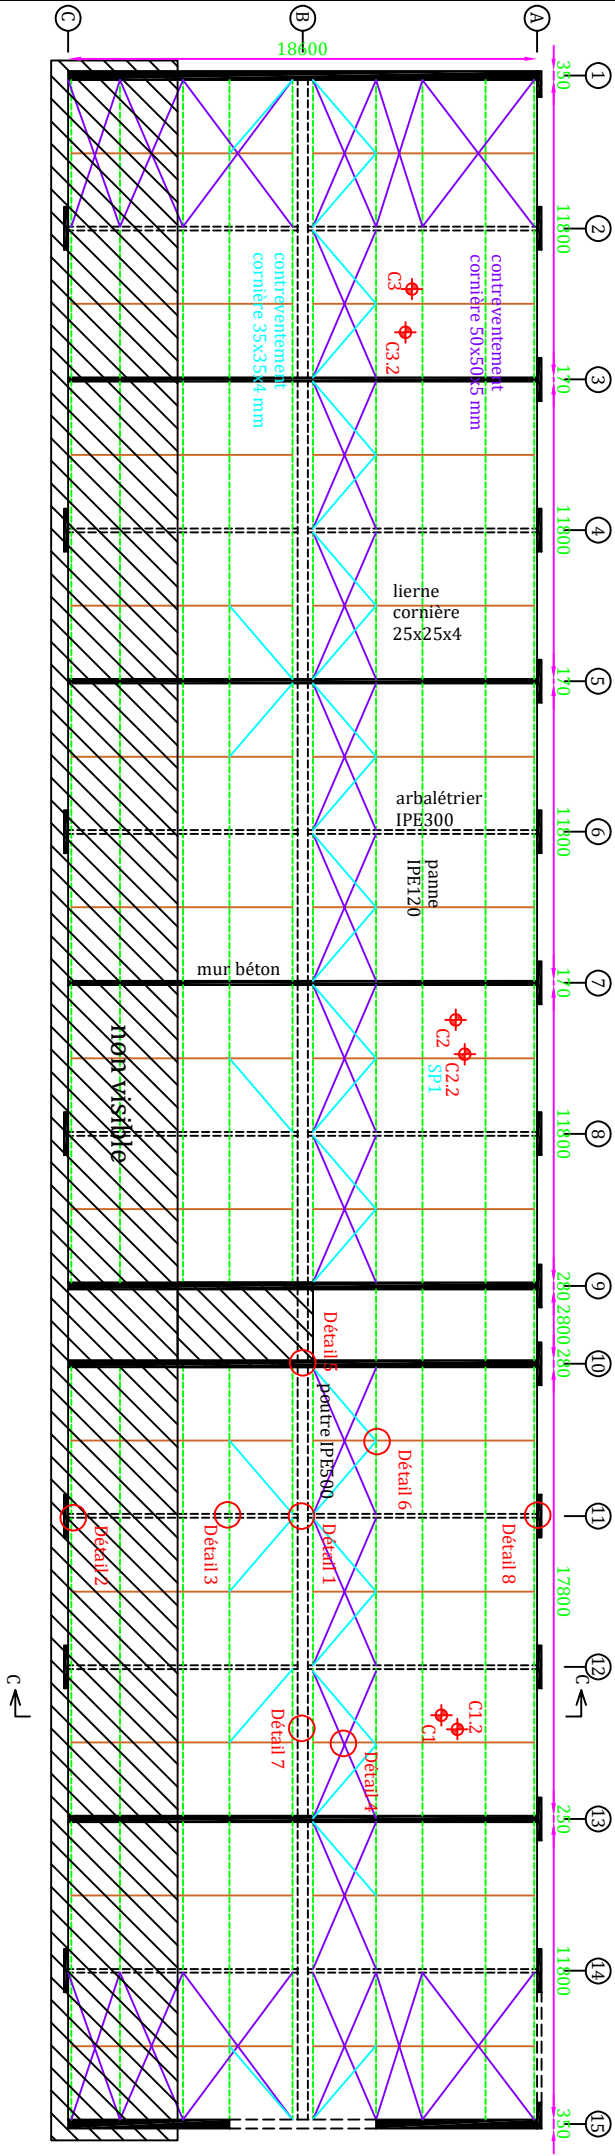 C
B
A
18600
350
1
11800
2
contreventement
cornière 50x50x5 mm
contreventement
cornière 35x35x4 mm
C3
C3.2
170
3
11800
4
lierne
cornière
25x25x4
170
5
arbalétrier
IPE300
11800
6
panne
IPE120
mur béton
170
7
C2
C2.2
SP1
non visible
11800
8
280
9
2800
280
10
Détail 5
poutre IPE500
Détail 6
11
Détail 2
Détail 3
Détail 1
Détail 8
17800
12
C
C
C1.2
C1
Détail 7
Détail 4
250
13
11800
14
350
15